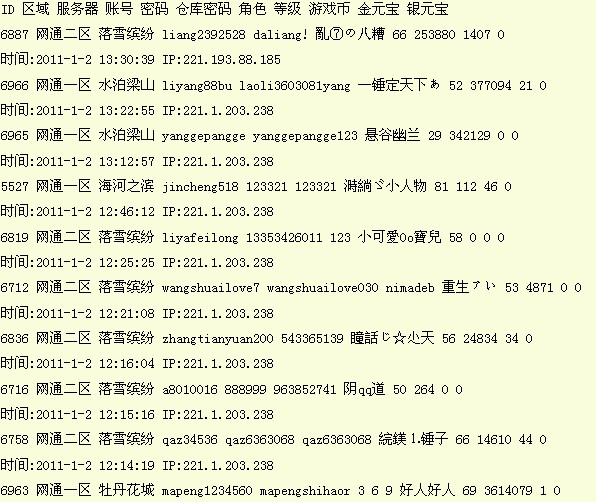 ID 区域 服务器 账号 密码 仓库密码 角色 等级 游戏币 金元宝 银元宝
6887 网通二区 落雪缤纷 liang2392528 daliang! 亂⑦の八糟 66 253880 1407 0
时间:2011-1-2 13:30:39 IP:221.193.88.185
6966 网通一区 水泊梁山 liyang88bu laoli3603081yang 一锤定天下ぁ 52 377094 21 0
时间:2011-1-2 13:22:55 IP:221.1.203.238
6965 网通一区 水泊梁山 yanggepangge yanggepangge123 悬谷幽兰 29 342129 0 0
时间:2011-1-2 13:12:57 IP:221.1.203.238
5527 网通一区 海河之滨 jincheng518 123321 123321 小人物 81 112 46 0
时间:2011-1-2 12:46:12 IP:221.1.203.238
6819 网通二区 落雪缤纷 liyafeilong 13353426011 123 小可愛0o寶兒 58 0 0 0
时间:2011-1-2 12:25:25 IP:221.1.203.238
6712 网通二区 落雪缤纷 wangshuailove7 wangshuailove030 nimadeb 重生ァぃ 53 4871 0 0
时间:2011-1-2 12:21:08 IP:221.1.203.238
6836 网通二区 落雪缤纷 zhangtianyuan200 543365139 瞳話じ☆尐天 56 24834 34 0
时间:2011-1-2 12:16:04 IP:221.1.203.238
6716 网通二区 落雪缤纷 a8010016 888999 963852741 阴qq道 50 264 0 0
时间:2011-1-2 12:15:16 IP:221.1.203.238
6758 网通二区 落雪缤纷 qaz34536 qaz6363068 qaz6363068 ⒈锤子 66 14610 44 0
时间:2011-1-2 12:14:19 IP:221.1.203.238
6963 网通一区 牡丹花城 mapeng1234560 mapengshihaor 3 6 9 好人好人 69 3614079 1 0